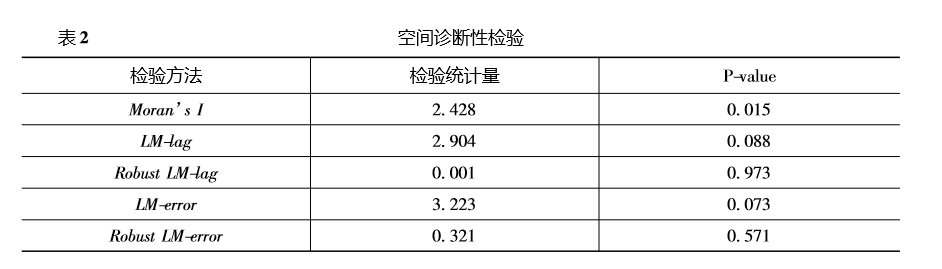 表 2 空间诊断性检验
检验方法 检验统计量 P-value
Moran's I 2. 428 0. 015
LM-lag 2. 904 0. 088
Robust LM-lag 0. 001 0. 973
LM-error 3. 223 0. 073
Robust LM-error 0. 321 0. 571